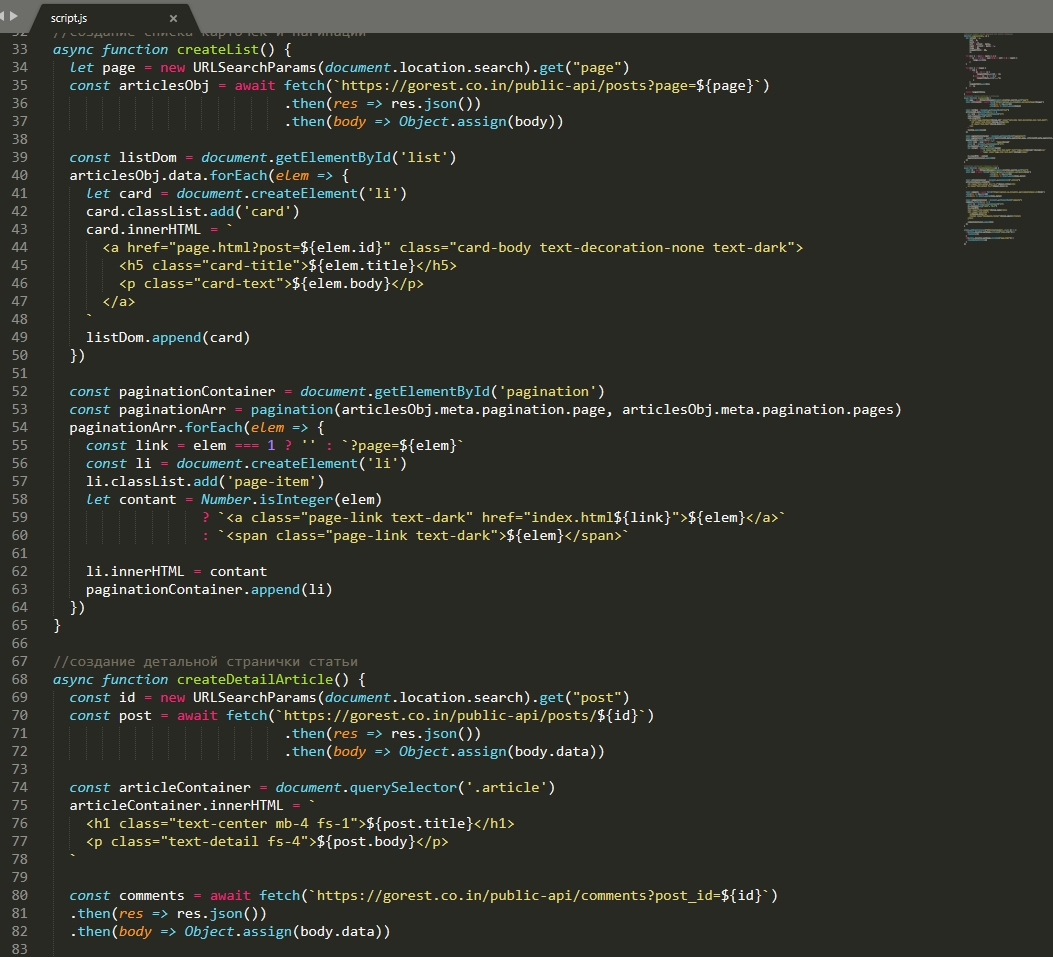 script.js ×
32 //создание списка карточек и пагинации
33 async function createList() {
34   let page = new URLSearchParams(document.location.search).get("page")
35   const articlesObj = await fetch(`https://gorest.co.in/public-api/posts?page=${page}`)
36                             .then(res => res.json())
37                             .then(body => Object.assign(body))
38
39   const listDom = document.getElementById('list')
40   articlesObj.data.forEach(elem => {
41     let card = document.createElement('li')
42     card.classList.add('card')
43     card.innerHTML = `
44       <a href="page.html?post=${elem.id}" class="card-body text-decoration-none text-dark">
45         <h5 class="card-title">${elem.title}</h5>
46         <p class="card-text">${elem.body}</p>
47       </a>
48     `
49     listDom.append(card)
50   })
51
52   const paginationContainer = document.getElementById('pagination')
53   const paginationArr = pagination(articlesObj.meta.pagination.page, articlesObj.meta.pagination.pages)
54   paginationArr.forEach(elem => {
55     const link = elem === 1 ? '' : `?page=${elem}`
56     const li = document.createElement('li')
57     li.classList.add('page-item')
58     let contant = Number.isInteger(elem)
59                   ? `<a class="page-link text-dark" href="index.html${link}">${elem}</a>`
60                   : `<span class="page-link text-dark">${elem}</span>`
61
62     li.innerHTML = contant
63     paginationContainer.append(li)
64   })
65 }
66
67 //создание детальной странички статьи
68 async function createDetailArticle() {
69   const id = new URLSearchParams(document.location.search).get("post")
70   const post = await fetch(`https://gorest.co.in/public-api/posts/${id}`)
71                             .then(res => res.json())
72                             .then(body => Object.assign(body.data))
73
74   const articleContainer = document.querySelector('.article')
75   articleContainer.innerHTML = `
76     <h1 class="text-center mb-4 fs-1">${post.title}</h1>
77     <p class="text-detail fs-4">${post.body}</p>
78   `
79
80   const comments = await fetch(`https://gorest.co.in/public-api/comments?post_id=${id}`)
81   .then(res => res.json())
82   .then(body => Object.assign(body.data))
83